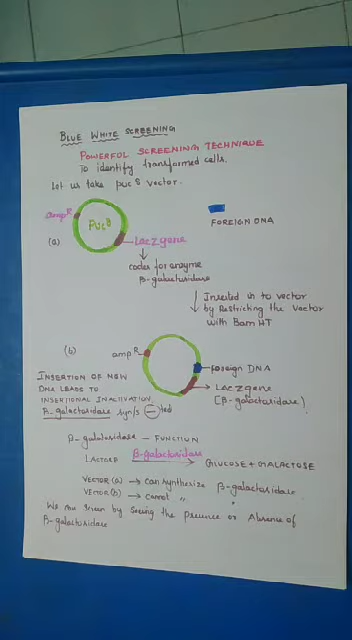 BLUE WHITE SCREENING
POWERFUL SCREENING TECHNIQUE
To identify transformed cells.
Let us take puc 8 vector.
ampR
PUC8
FOREIGN DNA
(a)
Lac z gene
codes for enzyme
β-galactosidase
Inserted in to vector
by Restricting the vector
with Bam HI
(b)
ampR
foreign DNA
INSERTION OF NEW
DNA LEADS TO
INSERTIONAL INACTIVATION
Lac z gene
(β-galactosidase)
β-galactosidase syn/s (–) ted
β-galactosidase – FUNCTION
LACTOSE β-galactosidase GLUCOSE + GALACTOSE
VECTOR (a) → Can synthesize β-galactosidase
VECTOR (b) → cannot " "
We can screen by seeing the presence or Absence of
β-galactosidase